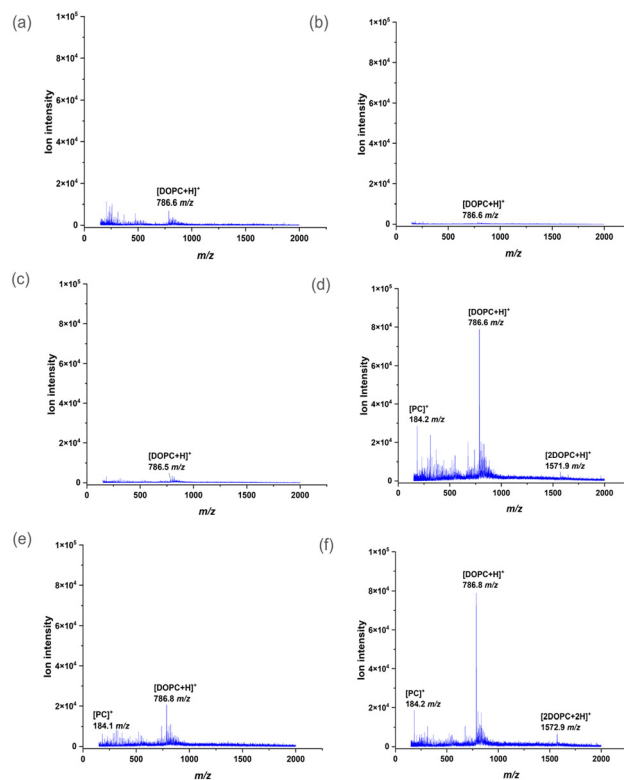 (a)
1×10⁵
8×10⁴
6×10⁴
4×10⁴
2×10⁴
0
Ion intensity
[DOPC+H]⁺
786.6 m/z
0 500 1000 1500 2000
m/z
(b)
1×10⁵
8×10⁴
6×10⁴
4×10⁴
2×10⁴
0
Ion intensity
[DOPC+H]⁺
786.6 m/z
0 500 1000 1500 2000
m/z
(c)
1×10⁵
8×10⁴
6×10⁴
4×10⁴
2×10⁴
0
Ion intensity
[DOPC+H]⁺
786.5 m/z
0 500 1000 1500 2000
m/z
(d)
1×10⁵
8×10⁴
6×10⁴
4×10⁴
2×10⁴
0
Ion Intensity
[DOPC+H]⁺
786.6 m/z
[PC]⁺
184.2 m/z
[2DOPC+H]⁺
1571.9 m/z
0 500 1000 1500 2000
m/z
(e)
1×10⁵
8×10⁴
6×10⁴
4×10⁴
2×10⁴
0
Ion intensity
[DOPC+H]⁺
786.8 m/z
[PC]⁺
184.1 m/z
0 500 1000 1500 2000
m/z
(f)
1×10⁵
8×10⁴
6×10⁴
4×10⁴
2×10⁴
0
Ion intensity
[DOPC+H]⁺
786.8 m/z
[PC]⁺
184.2 m/z
[2DOPC+2H]⁺
1572.9 m/z
0 500 1000 1500 2000
m/z